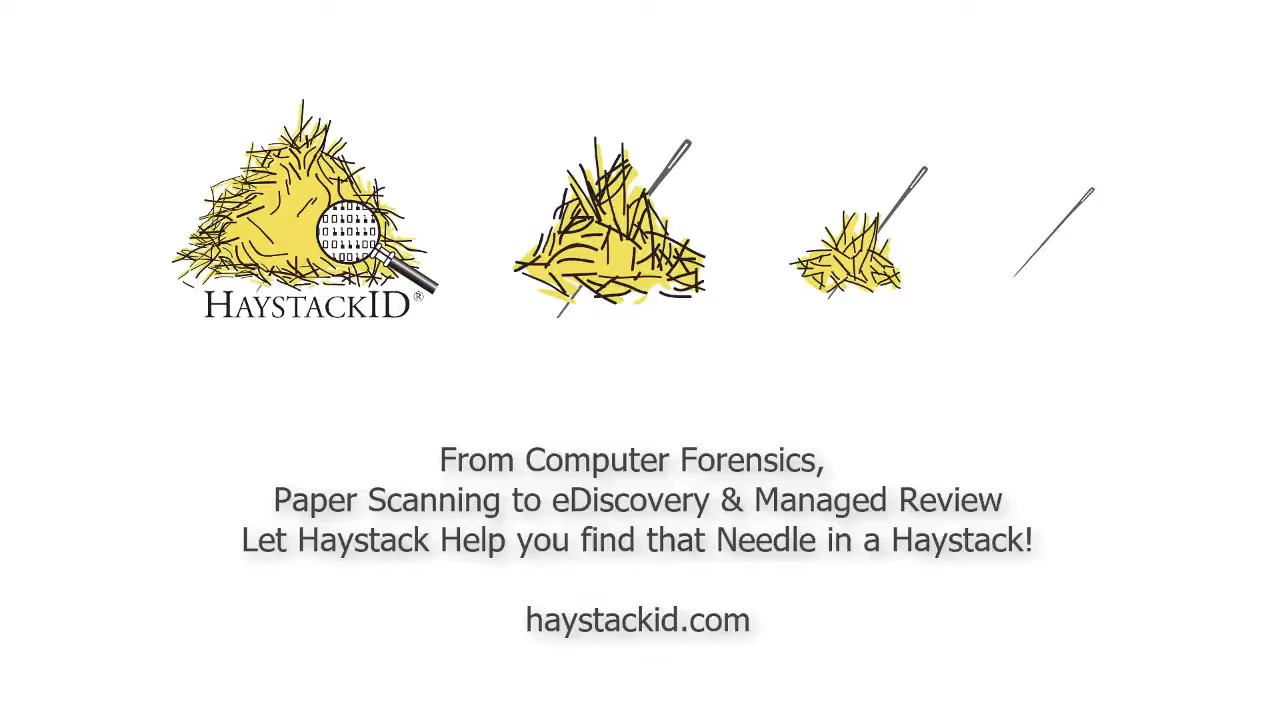 HAYSTACKID®
From Computer Forensics,
Paper Scanning to eDiscovery & Managed Review
Let Haystack Help you find that Needle in a Haystack!
haystackid.com